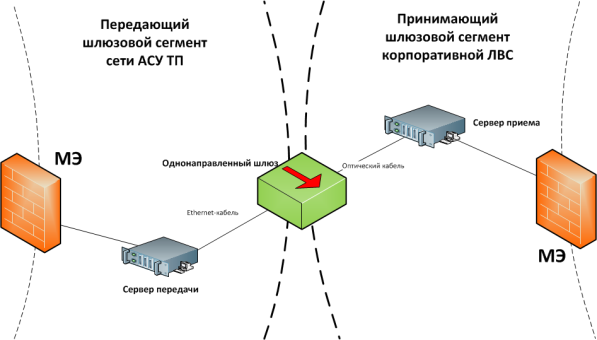 Передающий
шлюзовой сегмент
сети АСУ ТП
Принимающий
шлюзовой сегмент
корпоративной ЛВС
Сервер приема
МЭ
Однонаправленный шлюз
Оптический кабель
Ethernet-кабель
МЭ
Сервер передачи